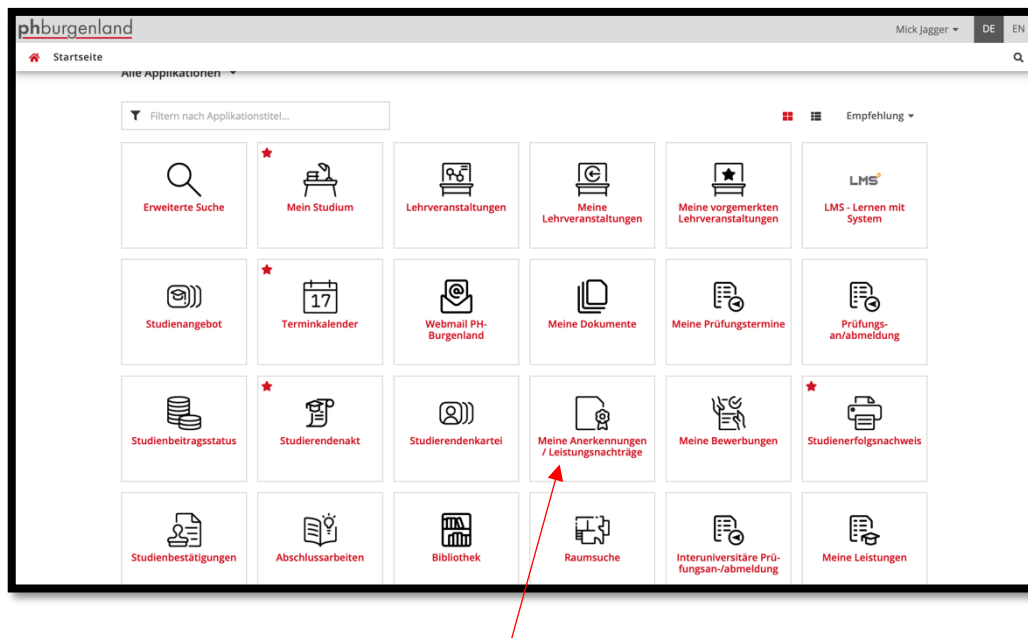 phburgenland
Mick Jagger
DE
EN
Startseite
Alle Applikationen
Filtern nach Applikationstitel...
Empfehlung
Erweiterte Suche
Mein Studium
Lehrveranstaltungen
Meine
Lehrveranstaltungen
Meine vorgemerkten
Lehrveranstaltungen
LMS
LMS - Lernen mit
System
Studienangebot
17
Terminkalender
Webmail PH-
Burgenland
Meine Dokumente
Meine Prüfungstermine
Prüfungs-
an/abmeldung
Studienbeitragsstatus
Studierendenakt
Studierendenkartei
Meine Anerkennungen
/ Leistungsnachträge
Meine Bewerbungen
Studienerfolgsnachweis
Studienbestätigungen
Abschlussarbeiten
Bibliothek
Raumsuche
Interuniversitäre Prü-
fungsan-/abmeldung
Meine Leistungen